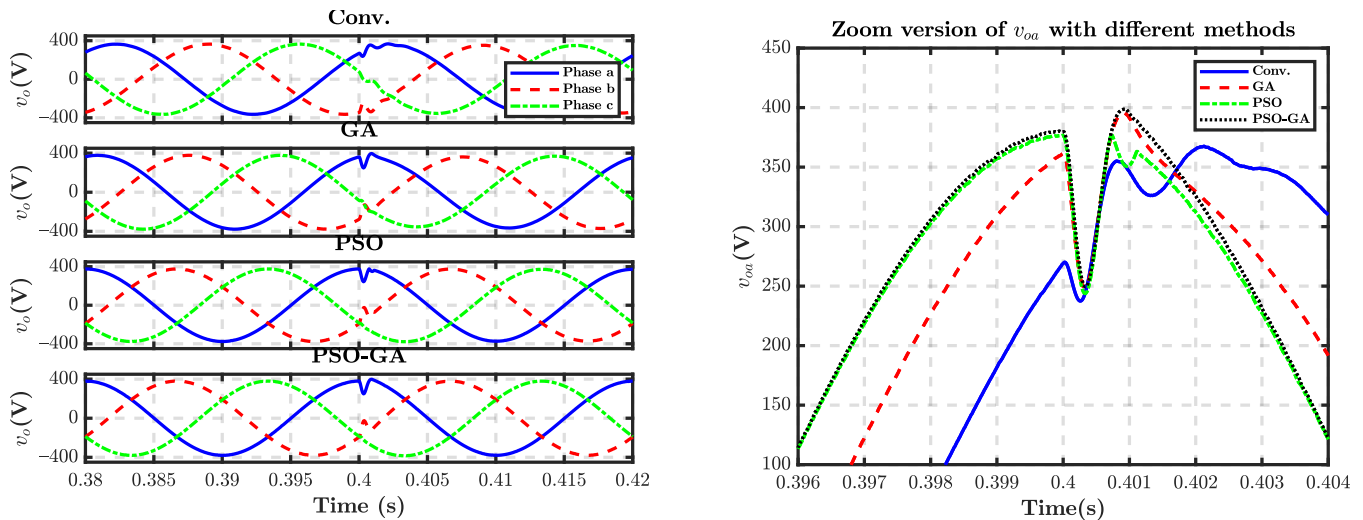 Conv.
400
0
−400
v_o(V)
Phase a
Phase b
Phase c
GA
400
0
−400
v_o(V)
PSO
400
0
−400
v_o(V)
PSO-GA
400
0
−400
v_o(V)
0.38 0.385 0.39 0.395 0.4 0.405 0.41 0.415 0.42
Time (s)
Zoom version of v_oa with different methods
450
400
350
300
250
200
150
100
v_oa(V)
Conv.
GA
PSO
PSO-GA
0.396 0.397 0.398 0.399 0.4 0.401 0.402 0.403 0.404
Time(s)